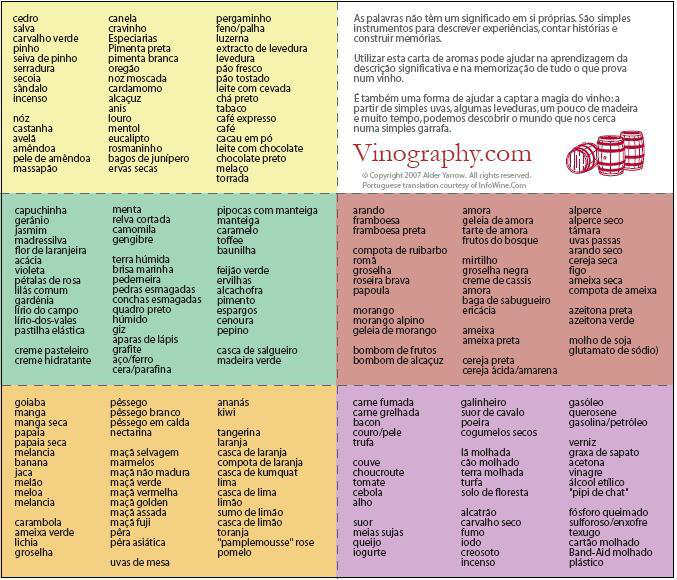 cedro
salva
carvalho verde
pinho
seiva de pinho
serradura
secoia
sândalo
incenso
nóz
castanha
avelã
amêndoa
pele de amêndoa
massapão
canela
cravinho
Especiarias
Pimenta preta
pimenta branca
oregão
noz moscada
cardamomo
alcaçuz
anis
louro
mentol
eucalipto
rosmaninho
bagos de junípero
ervas secas
pergaminho
feno/palha
luzerna
extracto de levedura
levedura
pão fresco
pão tostado
leite com cevada
chá preto
tabaco
café expresso
café
cacau em pó
leite com chocolate
chocolate preto
melaço
torrada
As palavras não têm um significado em si próprias. São simples
instrumentos para descrever experiências, contar histórias e
construir memórias.
Utilizar esta carta de aromas pode ajudar na aprendizagem da
descrição significativa e na memorização de tudo o que prova
num vinho.
É também uma forma de ajudar a captar a magia do vinho: a
partir de simples uvas, algumas leveduras, um pouco de madeira
e muito tempo, podemos descobrir o mundo que nos cerca
numa simples garrafa.
Vinography.com
© Copyright 2007 Alder Yarrow. All rights reserved.
Portuguese translation courtesy of InfoWine.Com
capuchinha
gerânio
jasmim
madressilva
flor de laranjeira
acácia
violeta
pétalas de rosa
lilás comum
gardénia
lírio do campo
lírio-dos-vales
pastilha elástica
creme pasteleiro
creme hidratante
menta
relva cortada
camomila
gengibre
terra húmida
brisa marinha
pederneira
pedras esmagadas
conchas esmagadas
quadro preto
húmido
giz
aparas de lápis
grafite
aço/ferro
cera/parafina
pipocas com manteiga
manteiga
caramelo
toffee
baunilha
feijão verde
ervilhas
alcachofra
pimento
espargos
cenoura
pepino
casca de salgueiro
madeira verde
arando
framboesa
framboesa preta
compota de ruibarbo
romã
groselha
roseira brava
papoula
morango
morango alpino
geleia de morango
bombom de frutos
bombom de alcaçuz
amora
geleia de amora
tarte de amora
frutos do bosque
mirtilho
groselha negra
creme de cassis
amora
baga de sabugueiro
ericácia
ameixa
ameixa preta
cereja preta
cereja ácida/amarena
alperce
alperce seco
tâmara
uvas passas
arando seco
cereja seca
figo
ameixa seca
compota de ameixa
azeitona preta
azeitona verde
molho de soja
glutamato de sódio)
goiaba
manga
manga seca
papaia
papaia seca
melancia
banana
jaca
melão
meloa
melancia
carambola
ameixa verde
lichia
groselha
pêssego
pêssego branco
pêssego em calda
nectarina
maçã selvagem
marmelos
maçã não madura
maçã verde
maçã vermelha
maçã golden
maçã assada
maçã fuji
pêra
pêra asiática
uvas de mesa
ananás
kiwi
tangerina
laranja
casca de laranja
compota de laranja
casca de kumquat
lima
casca de lima
limão
sumo de limão
casca de limão
toranja
"pamplemousse" rose
pomelo
carne fumada
carne grelhada
bacon
couro/pele
trufa
couve
choucroute
tomate
cebola
alho
suor
meias sujas
queijo
iogurte
galinheiro
suor de cavalo
poeira
cogumelos secos
lã molhada
cão molhado
terra molhada
turfa
solo de floresta
alcatrão
carvalho seco
fumo
iodo
creosoto
incenso
gasóleo
querosene
gasolina/petróleo
verniz
graxa de sapato
acetona
vinagre
álcool etílico
"pipi de chat"
fósforo queimado
sulforoso/enxofre
texugo
cartão molhado
Band-Aid molhado
plástico